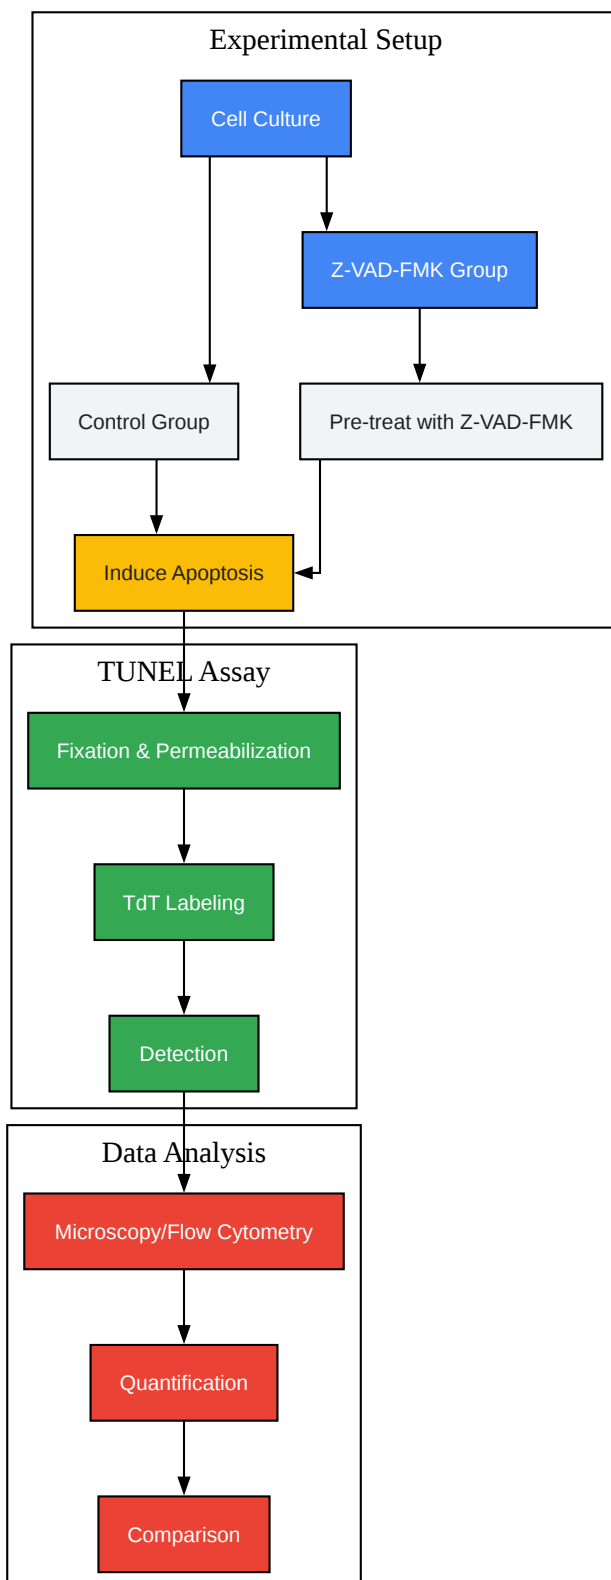 Experimental Setup
Cell Culture
Z-VAD-FMK Group
Control Group
Pre-treat with Z-VAD-FMK
Induce Apoptosis
TUNEL Assay
Fixation & Permeabilization
TdT Labeling
Detection
Data Analysis
Microscopy/Flow Cytometry
Quantification
Comparison